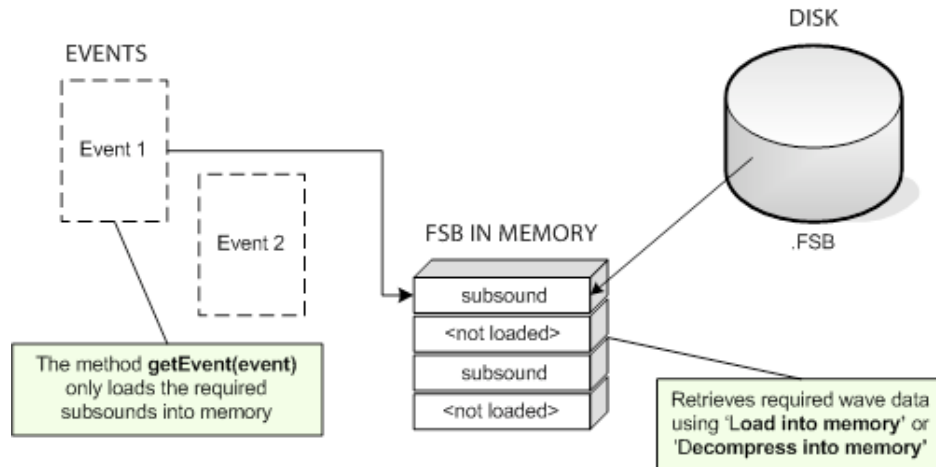 DISK
EVENTS
Event 1
Event 2
FSB IN MEMORY
.FSB
subsound
<not loaded>
subsound
<not loaded>
The method getEvent(event)
only loads the required
subsounds into memory
Retrieves required wave data
using 'Load into memory' or
'Decompress into memory'